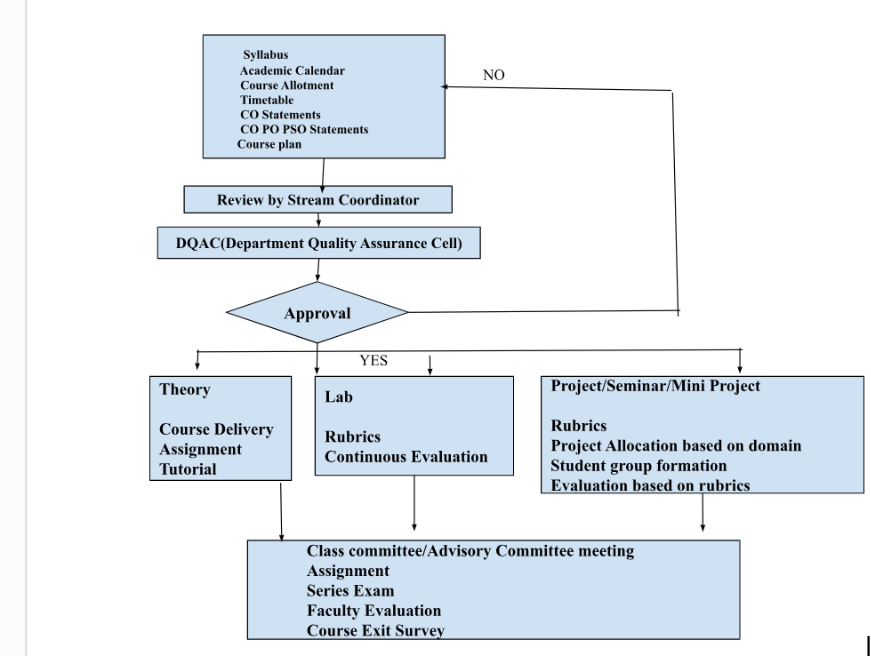 Syllabus
Academic Calendar
Course Allotment
Timetable
CO Statements
CO PO PSO Statements
Course plan
NO
Review by Stream Coordinator
DQAC(Department Quality Assurance Cell)
Approval
YES
Theory
Course Delivery
Assignment
Tutorial
Lab
Rubrics
Continuous Evaluation
Project/Seminar/Mini Project
Rubrics
Project Allocation based on domain
Student group formation
Evaluation based on rubrics
Class committee/Advisory Committee meeting
Assignment
Series Exam
Faculty Evaluation
Course Exit Survey